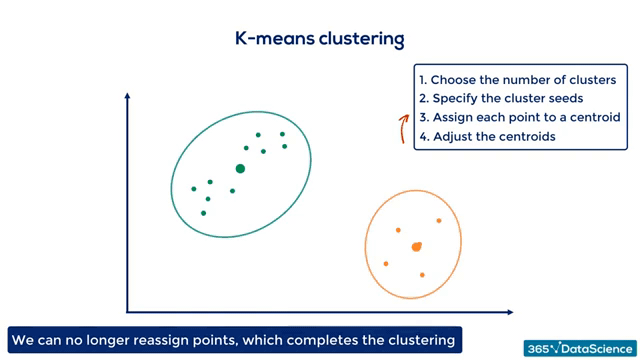 K-means clustering
1. Choose the number of clusters
2. Specify the cluster seeds
3. Assign each point to a centroid
4. Adjust the centroids
We can no longer reassign points, which completes the clustering
365 DataScience